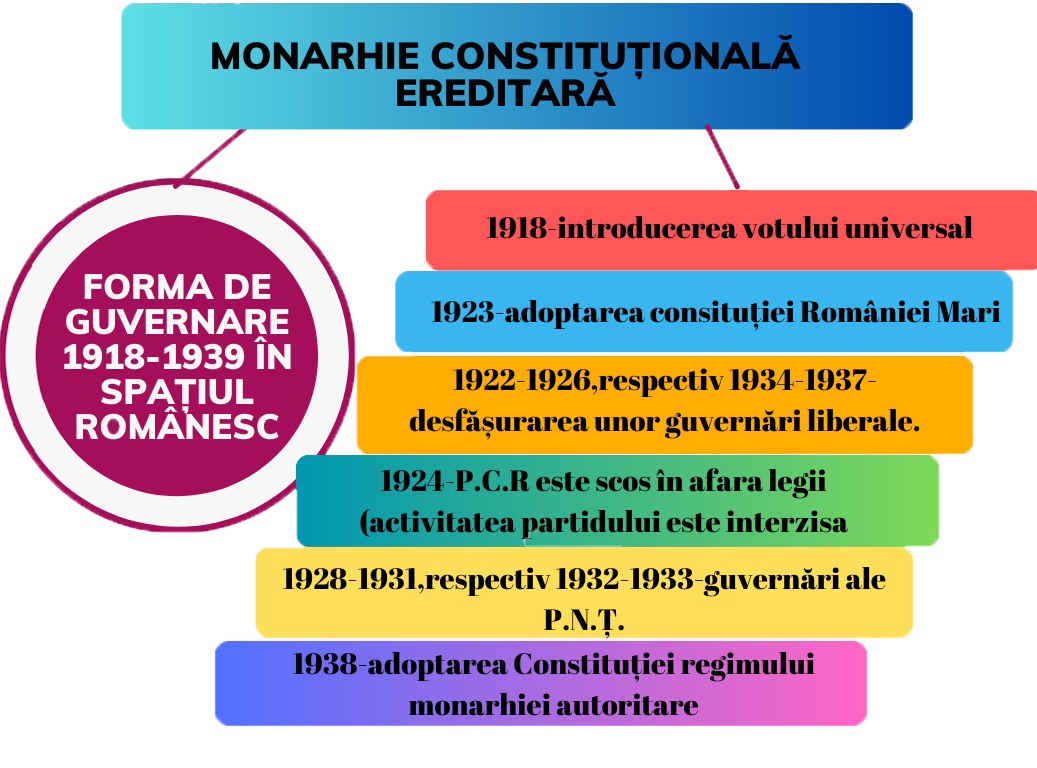 MONARHIE CONSTITUȚIONALĂ
EREDITARĂ
FORMA DE
GUVERNARE
1918-1939 ÎN
SPAȚIUL
ROMÂNESC
1918-introducerea votului universal
1923-adoptarea consituției României Mari
1922-1926,respectiv 1934-1937-
desfășurarea unor guvernări liberale.
1924-P.C.R este scos în afara legii
(activitatea partidului este interzisa
1928-1931,respectiv 1932-1933-guvernări ale
P.N.Ț.
1938-adoptarea Constituției regimului
monarhiei autoritare